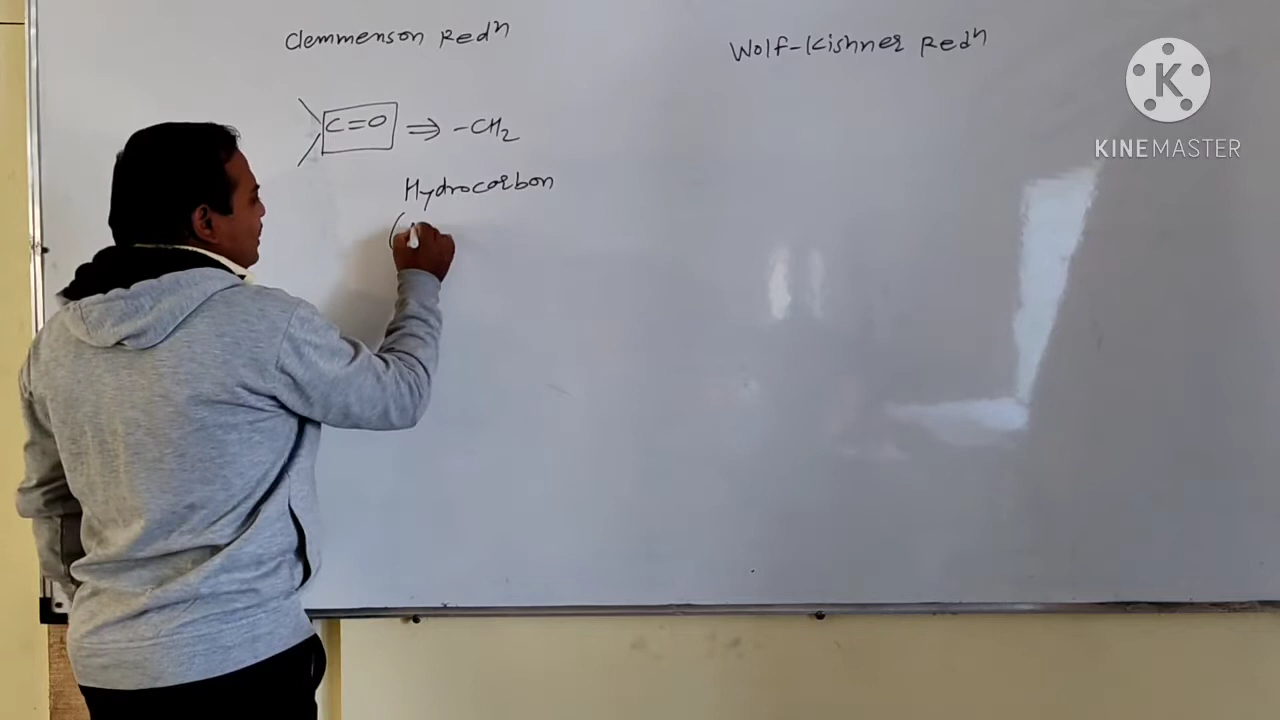 Clemmenson Redⁿ
Wolf-Kishner Redⁿ
C=O ⇒ -CH₂
Hydrocarbon
(
K
KINEMASTER